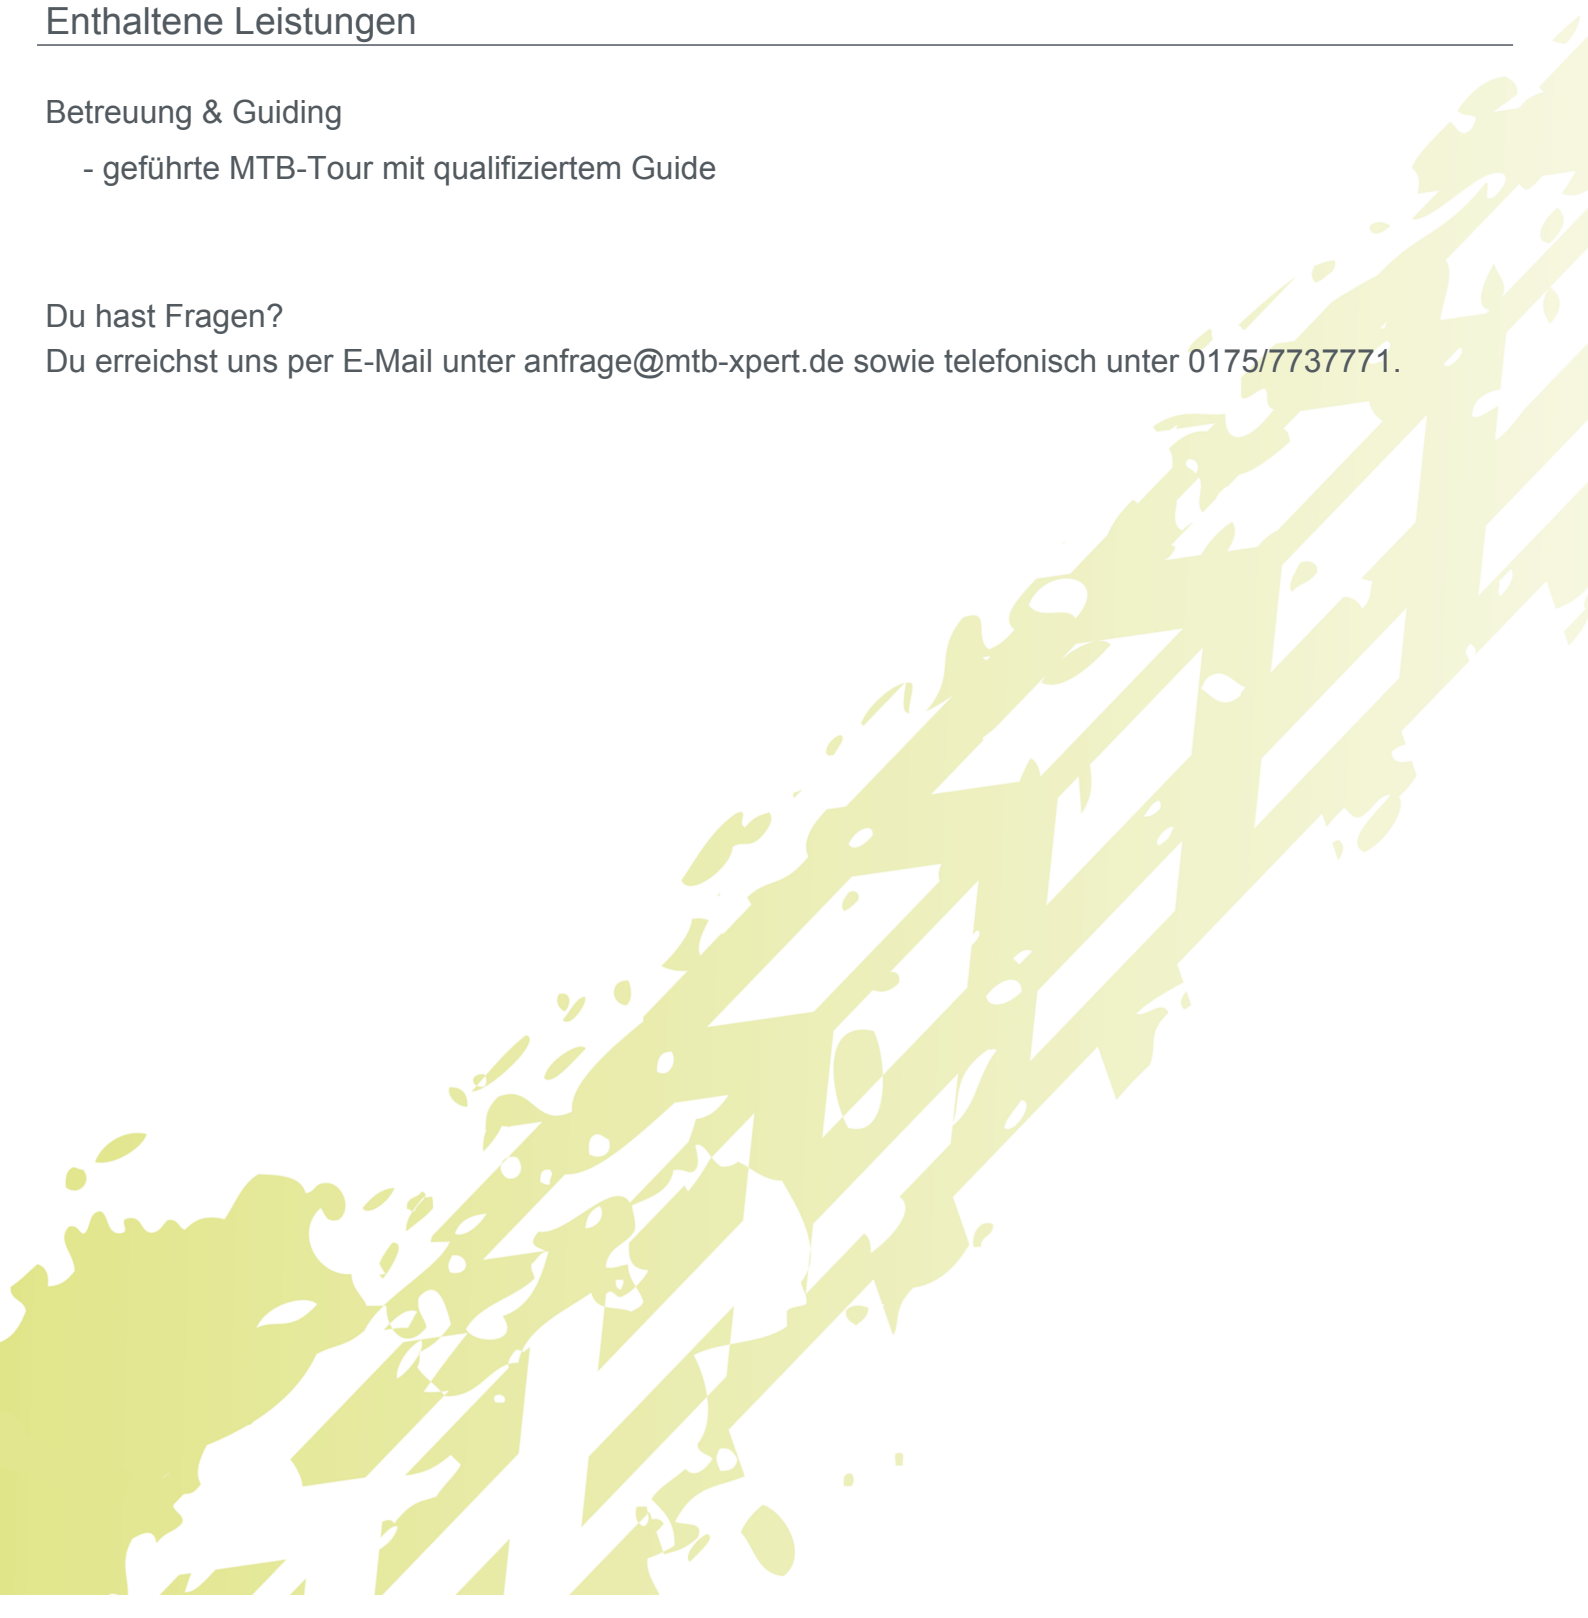 Enthaltene Leistungen
Betreuung & Guiding
- geführte MTB-Tour mit qualifiziertem Guide
Du hast Fragen?
Du erreichst uns per E-Mail unter anfrage@mtb-xpert.de sowie telefonisch unter 0175/7737771.